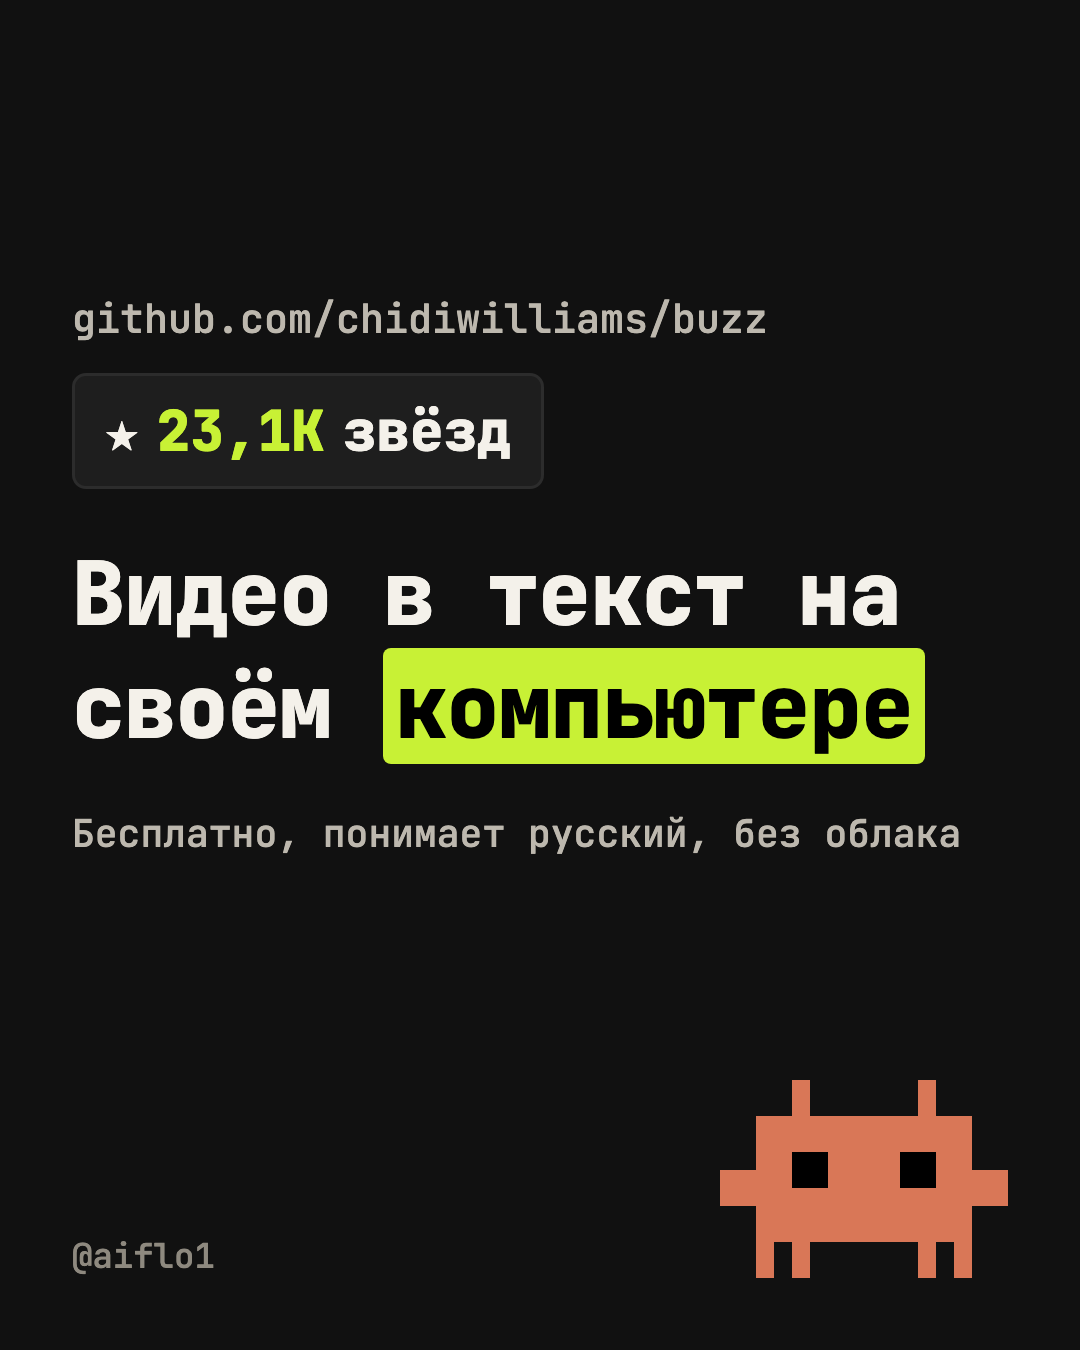 github.com/chidiwilliams/buzz
★ 23,1K звёзд
Видео в текст на
своём компьютере
Бесплатно, понимает русский, без облака
@aiflo1